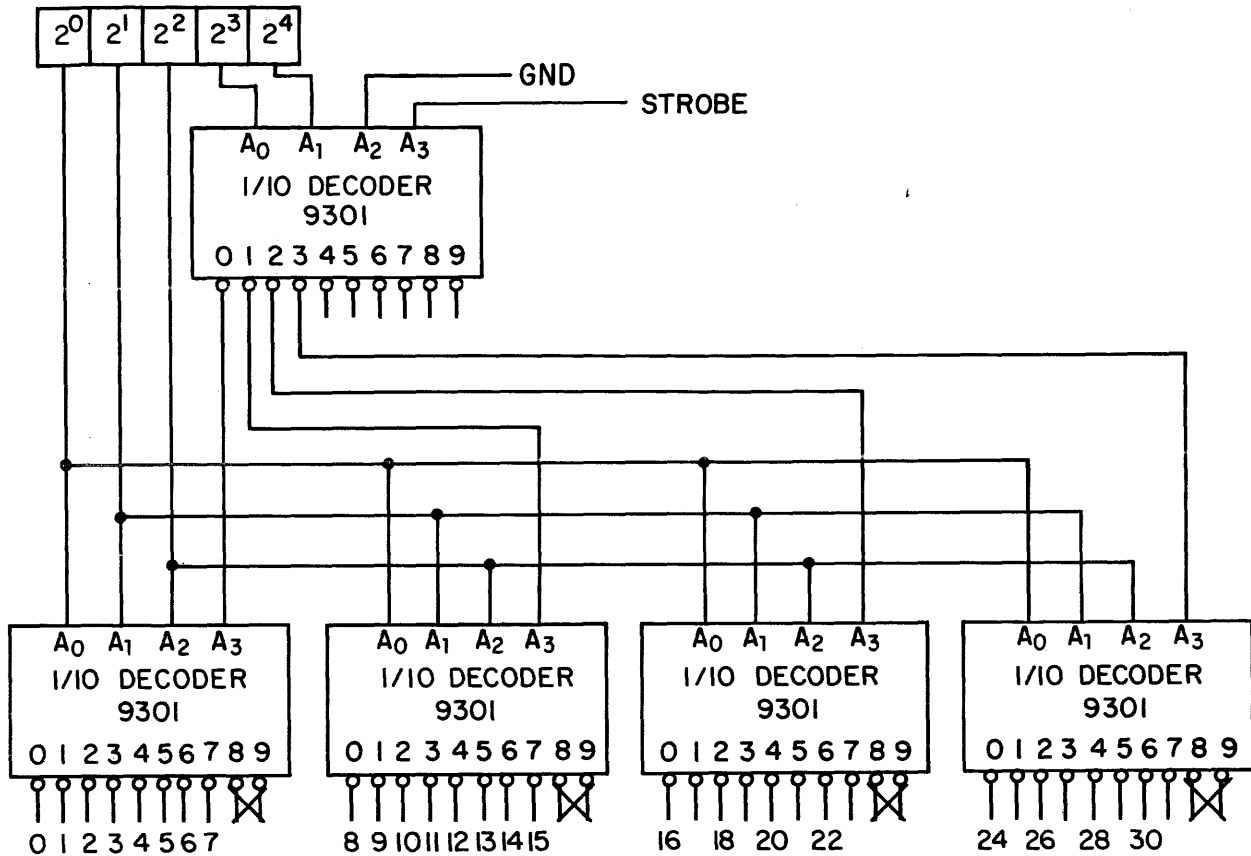 2⁰ 2¹ 2² 2³ 2⁴
GND
STROBE
A₀ A₁ A₂ A₃
1/10 DECODER
9301
0 1 2 3 4 5 6 7 8 9
A₀ A₁ A₂ A₃
1/10 DECODER
9301
0 1 2 3 4 5 6 7 8 9
0 1 2 3 4 5 6 7
A₀ A₁ A₂ A₃
1/10 DECODER
9301
0 1 2 3 4 5 6 7 8 9
8 9 10 11 12 13 14 15
A₀ A₁ A₂ A₃
1/10 DECODER
9301
0 1 2 3 4 5 6 7 8 9
16 18 20 22
A₀ A₁ A₂ A₃
1/10 DECODER
9301
0 1 2 3 4 5 6 7 8 9
24 26 28 30